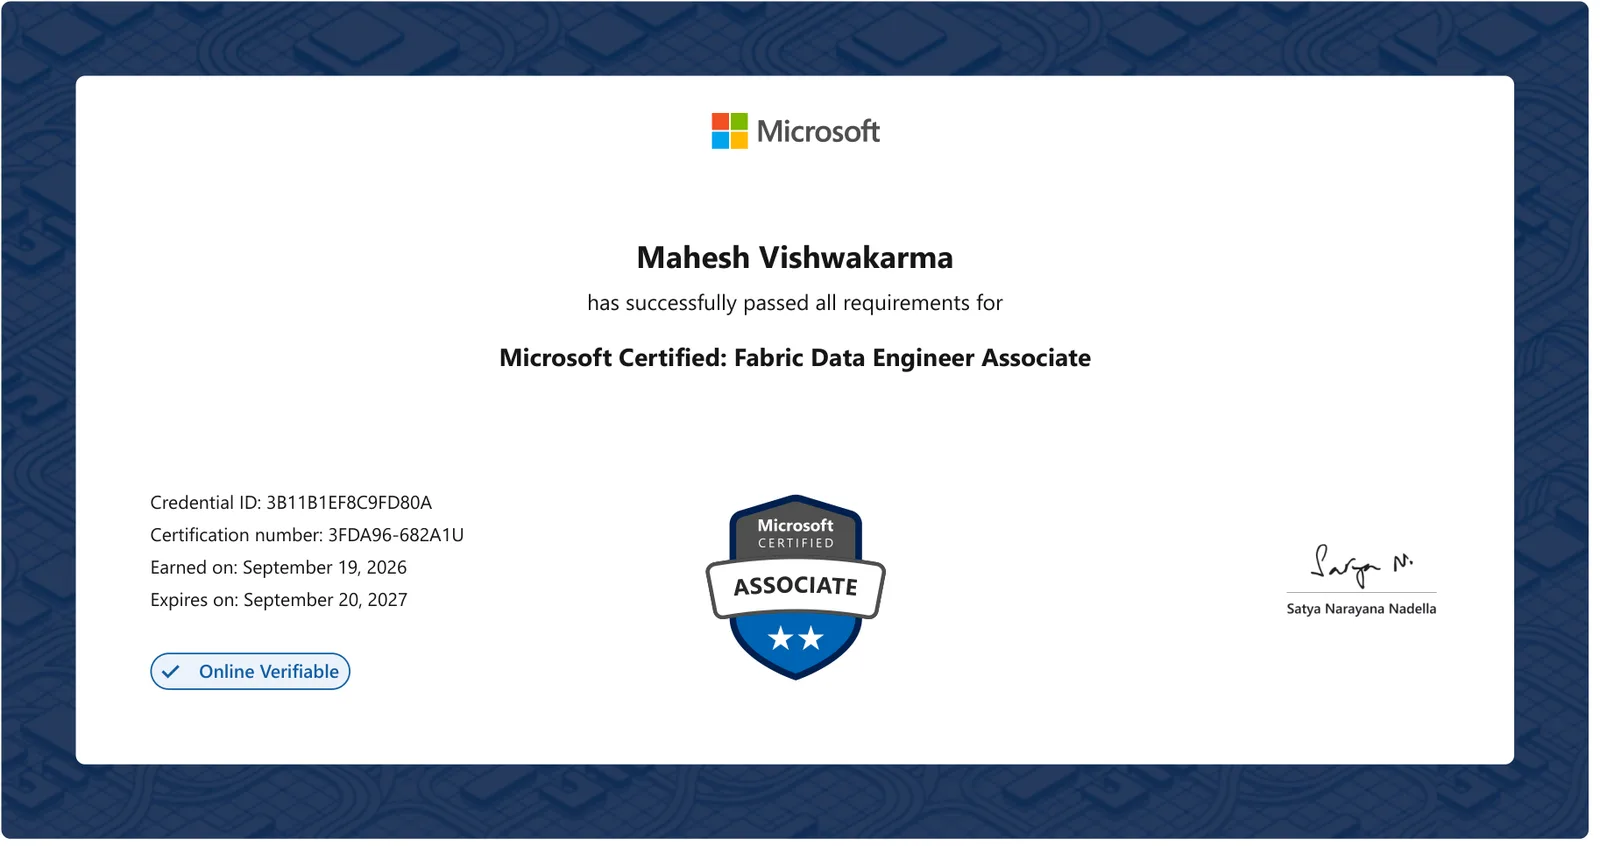 Microsoft
Mahesh Vishwakarma
has successfully passed all requirements for
Microsoft Certified: Fabric Data Engineer Associate
Credential ID: 3B11B1EF8C9FD80A
Certification number: 3FDA96-682A1U
Earned on: September 19, 2026
Expires on: September 20, 2027
Online Verifiable
Microsoft
CERTIFIED
ASSOCIATE
Satya N.
Satya Narayana Nadella